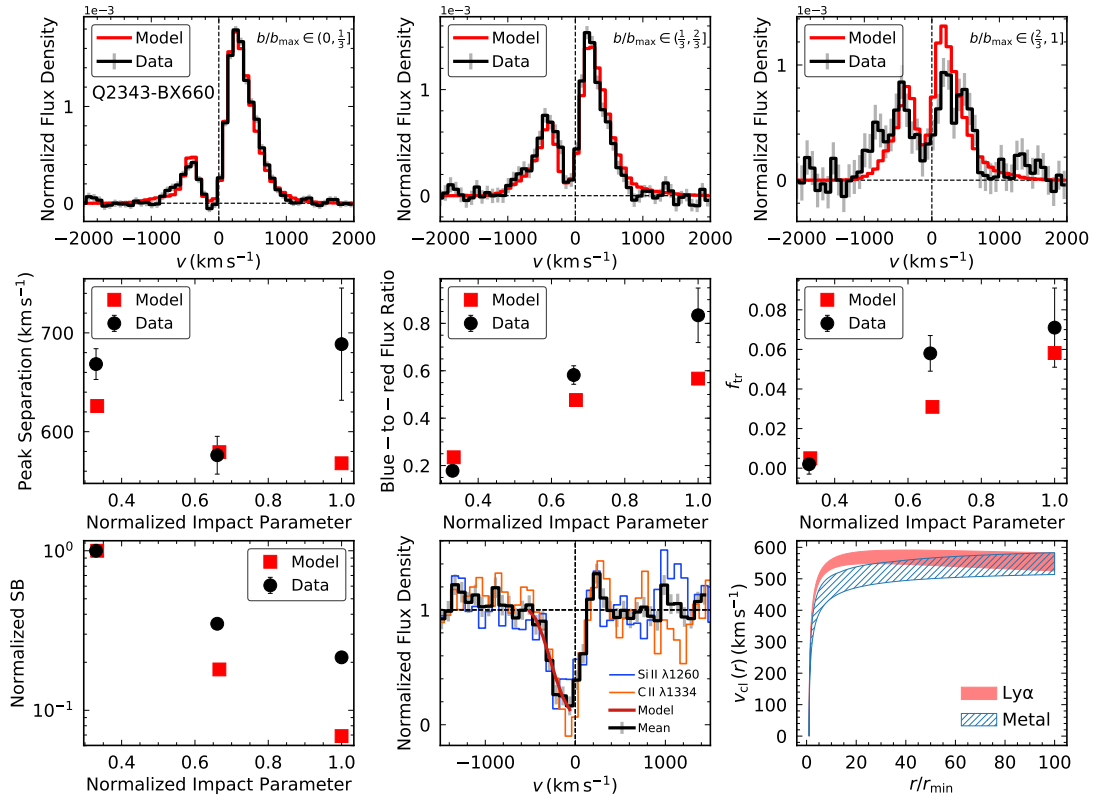 1e−3
Normalizd Flux Density
1
0
Model
Data
Q2343-BX660
b/b_max ∈ (0, 1/3]
−2000 −1000 0 1000 2000
v (km s⁻¹)
1e−3
Normalizd Flux Density
1
0
Model
Data
b/b_max ∈ (1/3, 2/3]
−2000 −1000 0 1000 2000
v (km s⁻¹)
1e−3
Normalizd Flux Density
1
0
Model
Data
b/b_max ∈ (2/3, 1]
−2000 −1000 0 1000 2000
v (km s⁻¹)
Peak Separation (km s⁻¹)
700
600
Model
Data
0.4 0.6 0.8 1.0
Normalized Impact Parameter
Blue−to−red Flux Ratio
0.8
0.6
0.4
0.2
Model
Data
0.4 0.6 0.8 1.0
Normalized Impact Parameter
f_tr
0.08
0.06
0.04
0.02
0.00
Model
Data
0.4 0.6 0.8 1.0
Normalized Impact Parameter
Normalized SB
10⁰
10⁻¹
Model
Data
0.4 0.6 0.8 1.0
Normalized Impact Parameter
Normalized Flux Density
1
0
Si II λ1260
C II λ1334
Model
Mean
−1000 0 1000
v (km s⁻¹)
v_cl(r) (km s⁻¹)
600
500
400
300
200
100
0
Lyα
Metal
0 20 40 60 80 100
r/r_min